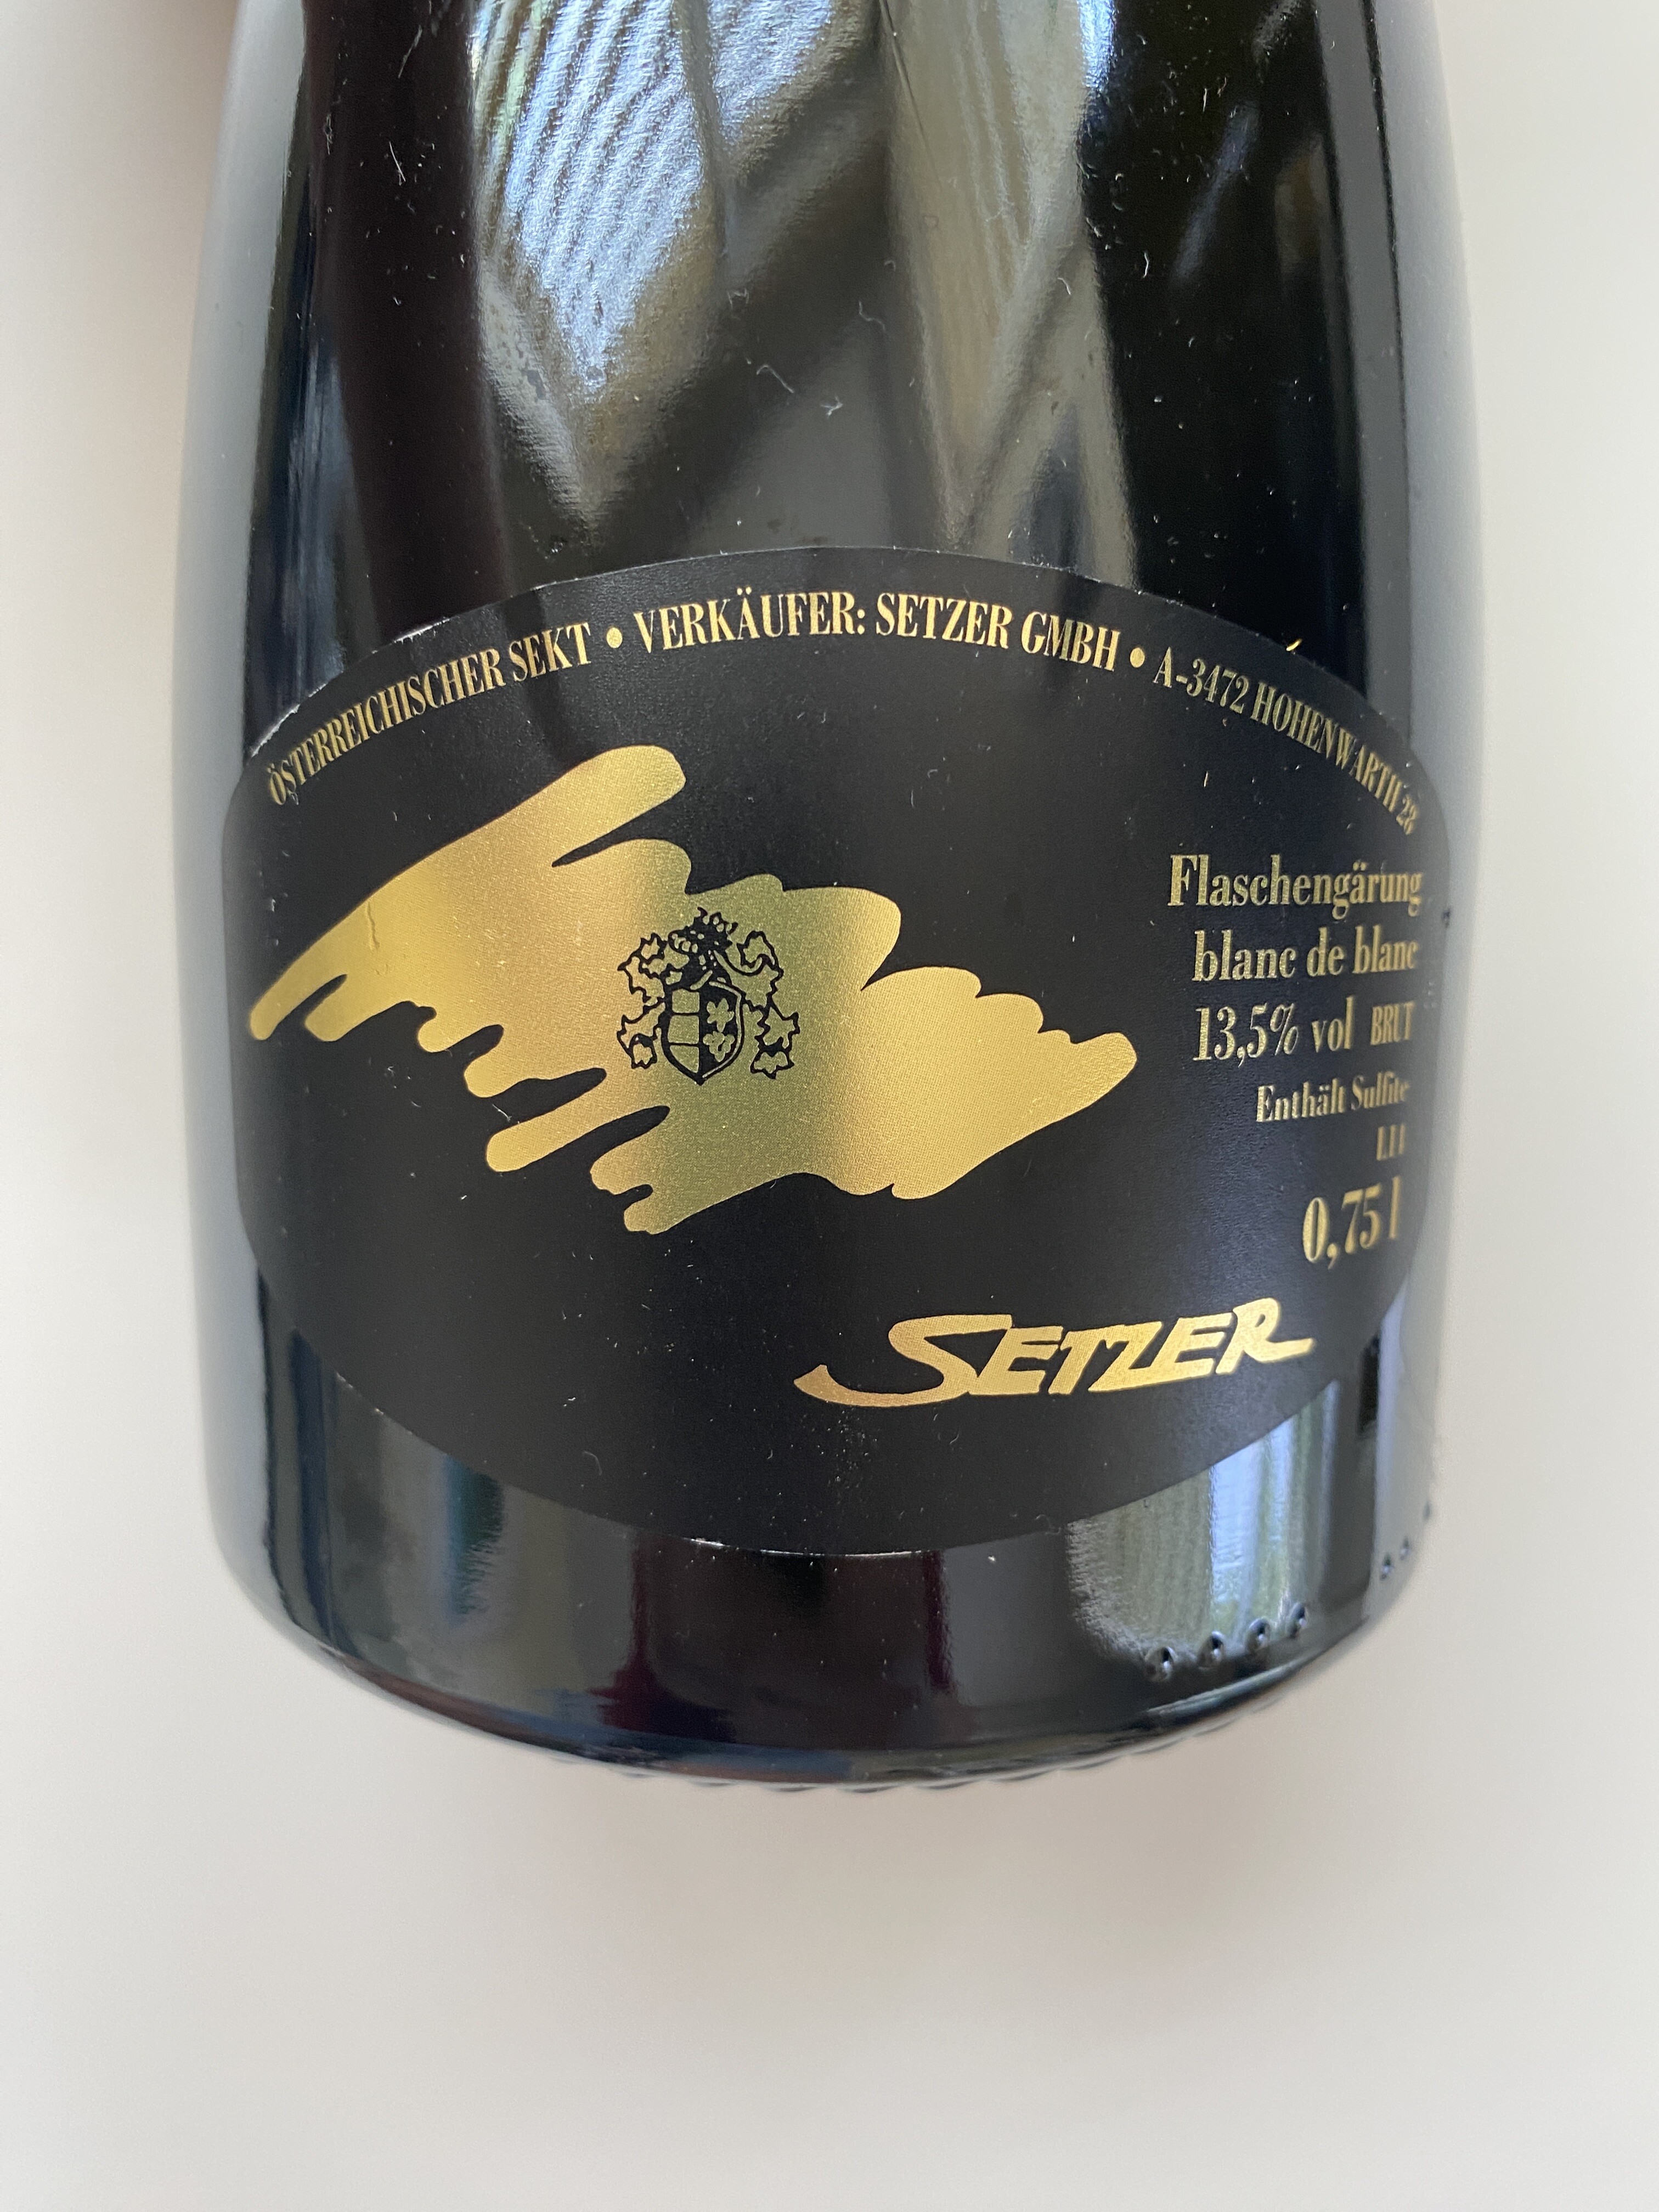 ÖSTERREICHISCHER SEKT • VERKÄUFER: SETZER GMBH • A-3472 HOHENWARTH 28
Flaschengärung
blanc de blanc
13,5% vol BRUT
Enthält Sulfite
0,75 l
SETZER